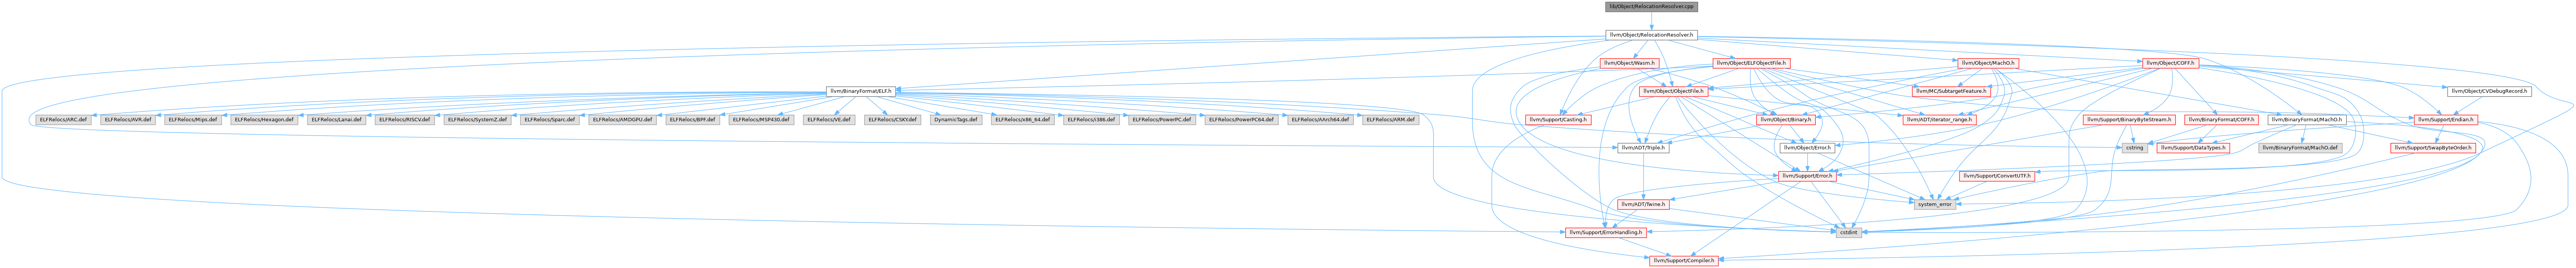 lib/Object/RelocationResolver.cpp
llvm/Object/RelocationResolver.h
llvm/Object/Wasm.h
llvm/Object/ELFObjectFile.h
llvm/Object/MachO.h
llvm/Object/COFF.h
llvm/BinaryFormat/ELF.h
llvm/Object/ObjectFile.h
llvm/MC/SubtargetFeature.h
llvm/Object/CVDebugRecord.h
ELFRelocs/ARC.def
ELFRelocs/AVR.def
ELFRelocs/Mips.def
ELFRelocs/Hexagon.def
ELFRelocs/Lanai.def
ELFRelocs/RISCV.def
ELFRelocs/SystemZ.def
ELFRelocs/Sparc.def
ELFRelocs/AMDGPU.def
ELFRelocs/BPF.def
ELFRelocs/MSP430.def
ELFRelocs/VE.def
ELFRelocs/CSKY.def
DynamicTags.def
ELFRelocs/x86_64.def
ELFRelocs/i386.def
ELFRelocs/PowerPC.def
ELFRelocs/PowerPC64.def
ELFRelocs/AArch64.def
ELFRelocs/ARM.def
llvm/Support/Casting.h
llvm/Object/Binary.h
llvm/ADT/iterator_range.h
llvm/Support/BinaryByteStream.h
llvm/BinaryFormat/COFF.h
llvm/BinaryFormat/MachO.h
llvm/Support/Endian.h
llvm/ADT/Triple.h
llvm/Object/Error.h
cstring
llvm/Support/DataTypes.h
llvm/BinaryFormat/MachO.def
llvm/Support/SwapByteOrder.h
llvm/Support/Error.h
llvm/Support/ConvertUTF.h
llvm/ADT/Twine.h
system_error
llvm/Support/ErrorHandling.h
cstdint
llvm/Support/Compiler.h